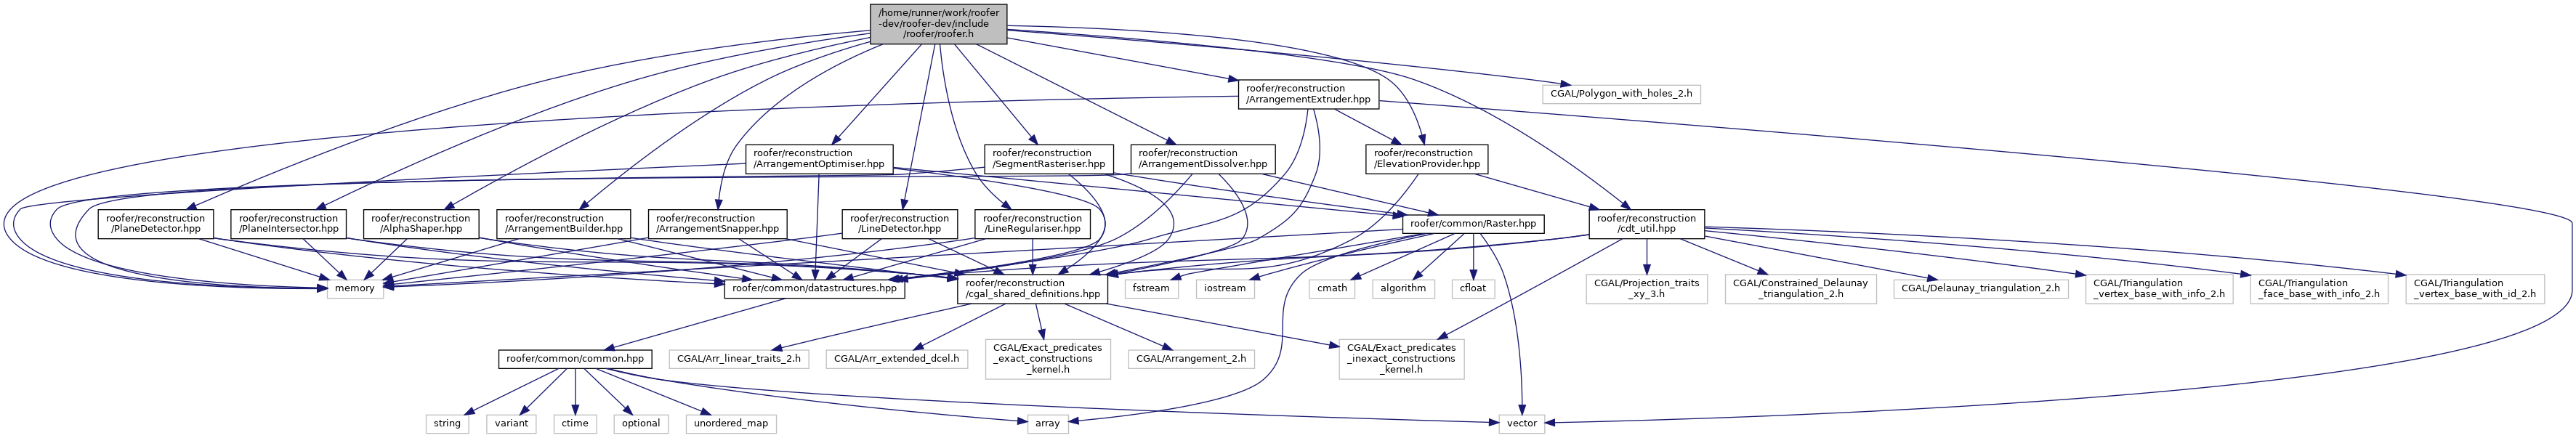 /home/runner/work/roofer
-dev/roofer-dev/include
/roofer/roofer.h
roofer/reconstruction
/ArrangementExtruder.hpp
CGAL/Polygon_with_holes_2.h
roofer/reconstruction
/ArrangementOptimiser.hpp
roofer/reconstruction
/SegmentRasteriser.hpp
roofer/reconstruction
/ArrangementDissolver.hpp
roofer/reconstruction
/ElevationProvider.hpp
roofer/reconstruction
/PlaneDetector.hpp
roofer/reconstruction
/PlaneIntersector.hpp
roofer/reconstruction
/AlphaShaper.hpp
roofer/reconstruction
/ArrangementBuilder.hpp
roofer/reconstruction
/ArrangementSnapper.hpp
roofer/reconstruction
/LineDetector.hpp
roofer/reconstruction
/LineRegulariser.hpp
roofer/common/Raster.hpp
roofer/reconstruction
/cdt_util.hpp
memory
roofer/common/datastructures.hpp
roofer/reconstruction
/cgal_shared_definitions.hpp
fstream
iostream
cmath
algorithm
cfloat
CGAL/Projection_traits
_xy_3.h
CGAL/Constrained_Delaunay
_triangulation_2.h
CGAL/Delaunay_triangulation_2.h
CGAL/Triangulation
_vertex_base_with_info_2.h
CGAL/Triangulation
_face_base_with_info_2.h
CGAL/Triangulation
_vertex_base_with_id_2.h
roofer/common/common.hpp
CGAL/Arr_linear_traits_2.h
CGAL/Arr_extended_dcel.h
CGAL/Exact_predicates
_exact_constructions
_kernel.h
CGAL/Arrangement_2.h
CGAL/Exact_predicates
_inexact_constructions
_kernel.h
string
variant
ctime
optional
unordered_map
array
vector